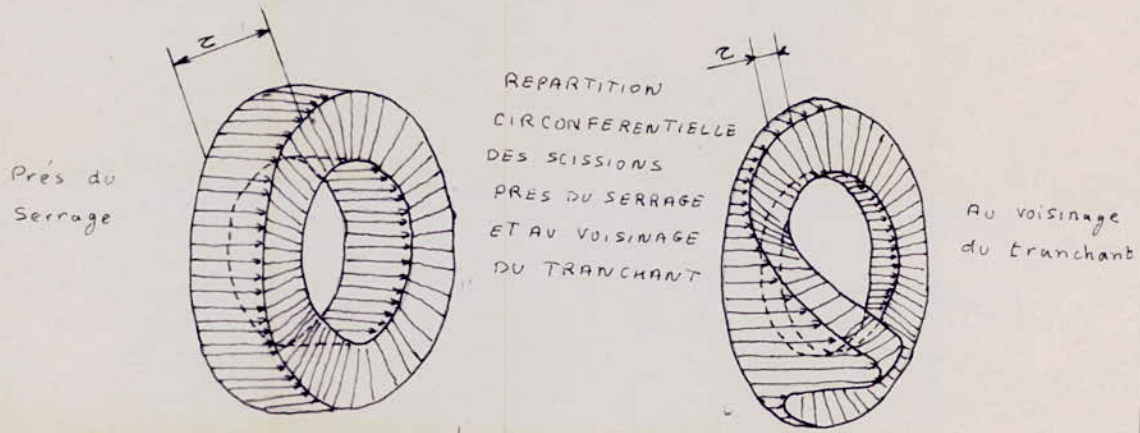 τ
τ
Prés du
Serrage
REPARTITION
CIRCONFERENTIELLE
DES SCISSIONS
PRES DU SERRAGE
ET AU VOISINAGE
DU TRANCHANT
Au voisinage
du tranchant